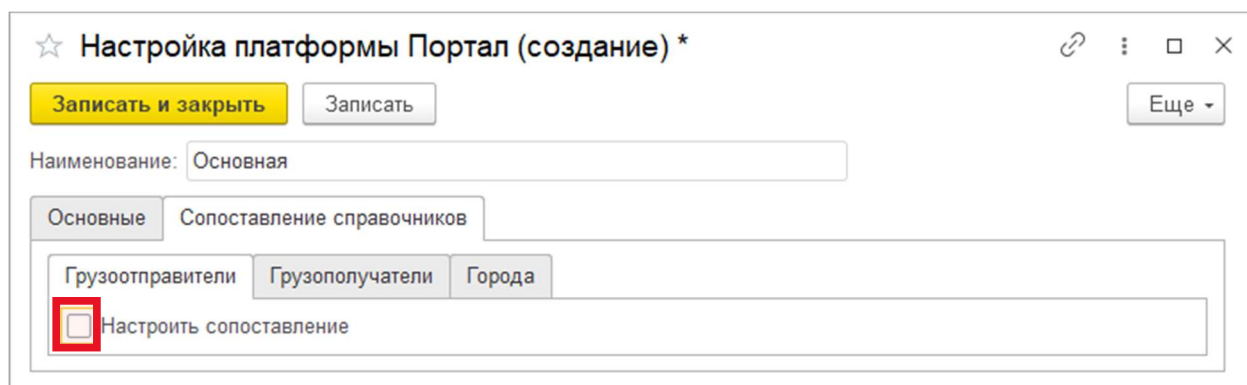 Настройка платформы Портал (создание) *
Записать и закрыть Записать Еще
Наименование: Основная
Основные Сопоставление справочников
Грузоотправители Грузополучатели Города
Настроить сопоставление